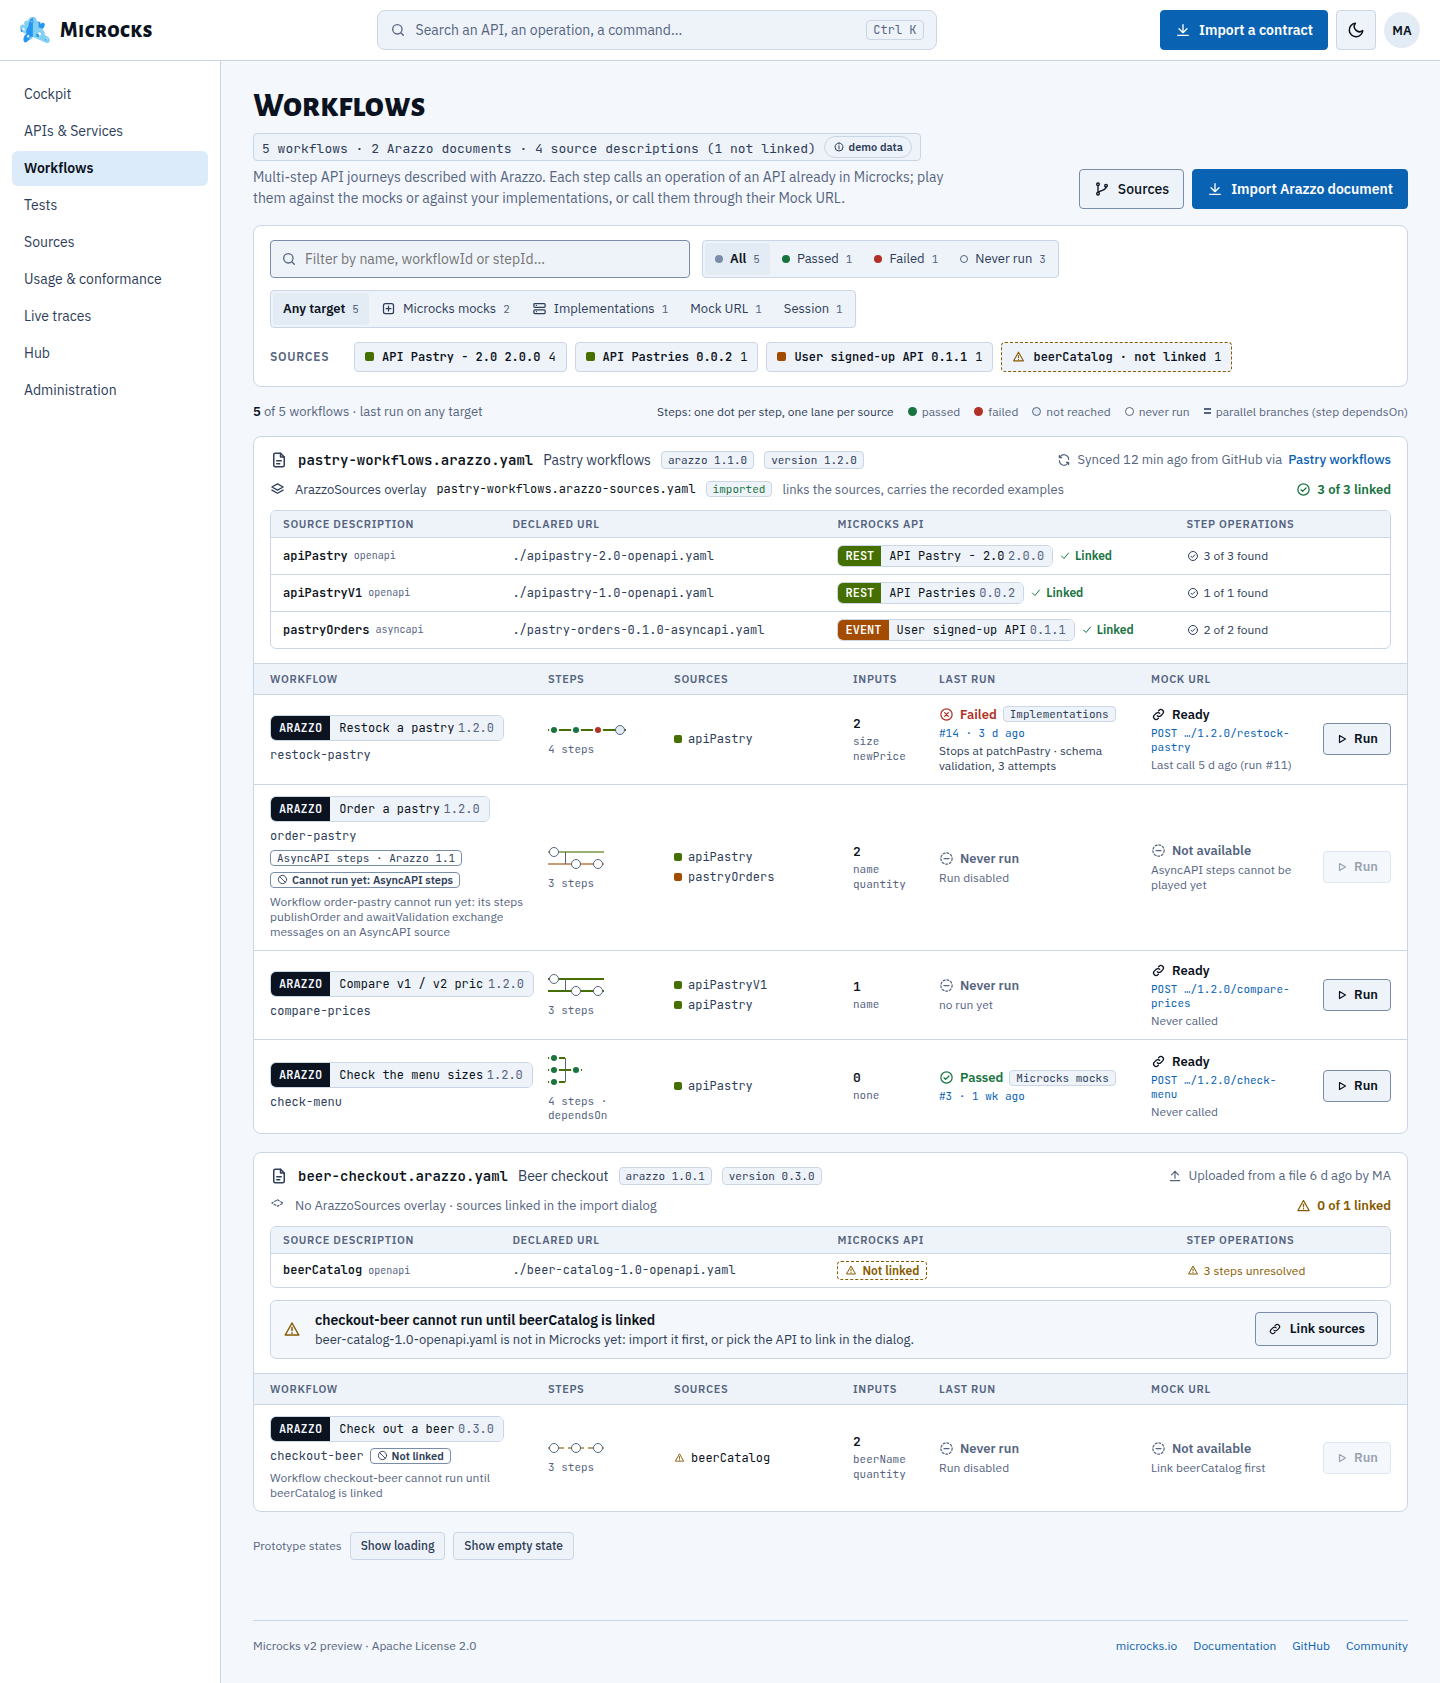 Microcks
Search an API, an operation, a command...
Ctrl K
Import a contract
MA
Cockpit
APIs & Services
Workflows
Tests
Sources
Usage & conformance
Live traces
Hub
Administration
Workflows
5 workflows · 2 Arazzo documents · 4 source descriptions (1 not linked) demo data
Multi-step API journeys described with Arazzo. Each step calls an operation of an API already in Microcks; play
them against the mocks or against your implementations, or call them through their Mock URL.
Sources
Import Arazzo document
Filter by name, workflowId or stepId...
All 5 Passed 1 Failed 1 Never run 3
Any target 5 Microcks mocks 2 Implementations 1 Mock URL 1 Session 1
SOURCES API Pastry - 2.0 2.0.0 4 API Pastries 0.0.2 1 User signed-up API 0.1.1 1 beerCatalog · not linked 1
5 of 5 workflows · last run on any target
Steps: one dot per step, one lane per source passed failed not reached never run parallel branches (step dependsOn)
pastry-workflows.arazzo.yaml Pastry workflows arazzo 1.1.0 version 1.2.0
Synced 12 min ago from GitHub via Pastry workflows
ArazzoSources overlay pastry-workflows.arazzo-sources.yaml imported links the sources, carries the recorded examples
3 of 3 linked
SOURCE DESCRIPTION DECLARED URL MICROCKS API STEP OPERATIONS
apiPastry openapi ./apipastry-2.0-openapi.yaml REST API Pastry - 2.0 2.0.0 Linked 3 of 3 found
apiPastryV1 openapi ./apipastry-1.0-openapi.yaml REST API Pastries 0.0.2 Linked 1 of 1 found
pastryOrders asyncapi ./pastry-orders-0.1.0-asyncapi.yaml EVENT User signed-up API 0.1.1 Linked 2 of 2 found
WORKFLOW STEPS SOURCES INPUTS LAST RUN MOCK URL
ARAZZO Restock a pastry 1.2.0
restock-pastry
4 steps
apiPastry
2
size
newPrice
Failed Implementations
#14 · 3 d ago
Stops at patchPastry · schema
validation, 3 attempts
Ready
POST …/1.2.0/restock-
pastry
Last call 5 d ago (run #11)
Run
ARAZZO Order a pastry 1.2.0
order-pastry
AsyncAPI steps · Arazzo 1.1
Cannot run yet: AsyncAPI steps
Workflow order-pastry cannot run yet: its steps
publishOrder and awaitValidation exchange
messages on an AsyncAPI source
3 steps
apiPastry
pastryOrders
2
name
quantity
Never run
Run disabled
Not available
AsyncAPI steps cannot be
played yet
Run
ARAZZO Compare v1 / v2 pric 1.2.0
compare-prices
3 steps
apiPastryV1
apiPastry
1
name
Never run
no run yet
Ready
POST …/1.2.0/compare-
prices
Never called
Run
ARAZZO Check the menu sizes 1.2.0
check-menu
4 steps ·
dependsOn
apiPastry
0
none
Passed Microcks mocks
#3 · 1 wk ago
Ready
POST …/1.2.0/check-
menu
Never called
Run
beer-checkout.arazzo.yaml Beer checkout arazzo 1.0.1 version 0.3.0
Uploaded from a file 6 d ago by MA
No ArazzoSources overlay · sources linked in the import dialog
0 of 1 linked
SOURCE DESCRIPTION DECLARED URL MICROCKS API STEP OPERATIONS
beerCatalog openapi ./beer-catalog-1.0-openapi.yaml Not linked 3 steps unresolved
checkout-beer cannot run until beerCatalog is linked
beer-catalog-1.0-openapi.yaml is not in Microcks yet: import it first, or pick the API to link in the dialog.
Link sources
WORKFLOW STEPS SOURCES INPUTS LAST RUN MOCK URL
ARAZZO Check out a beer 0.3.0
checkout-beer Not linked
Workflow checkout-beer cannot run until
beerCatalog is linked
3 steps
beerCatalog
2
beerName
quantity
Never run
Run disabled
Not available
Link beerCatalog first
Run
Prototype states Show loading Show empty state
Microcks v2 preview · Apache License 2.0
microcks.io Documentation GitHub Community